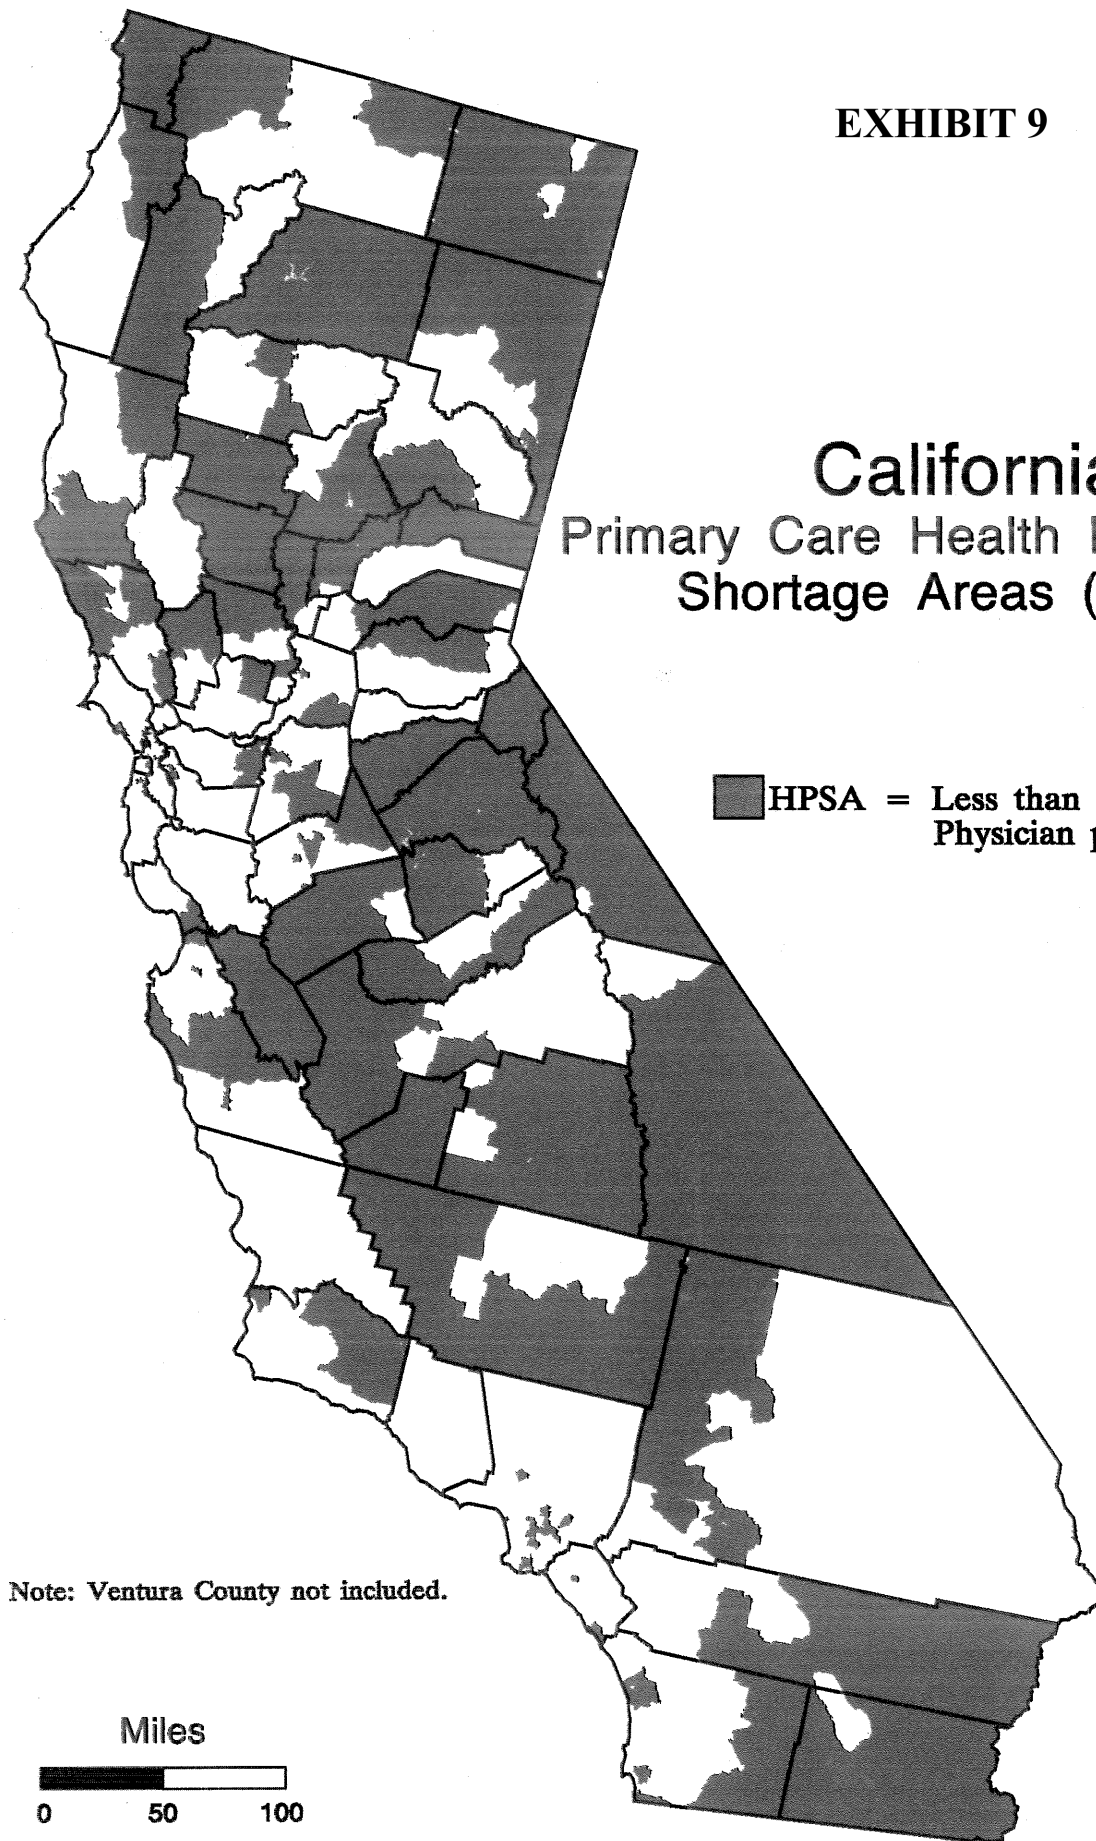 EXHIBIT 9
California
Primary Care Health
Shortage Areas (
HPSA = Less than
Physician
Note: Ventura County not included.
Miles
0 50 100